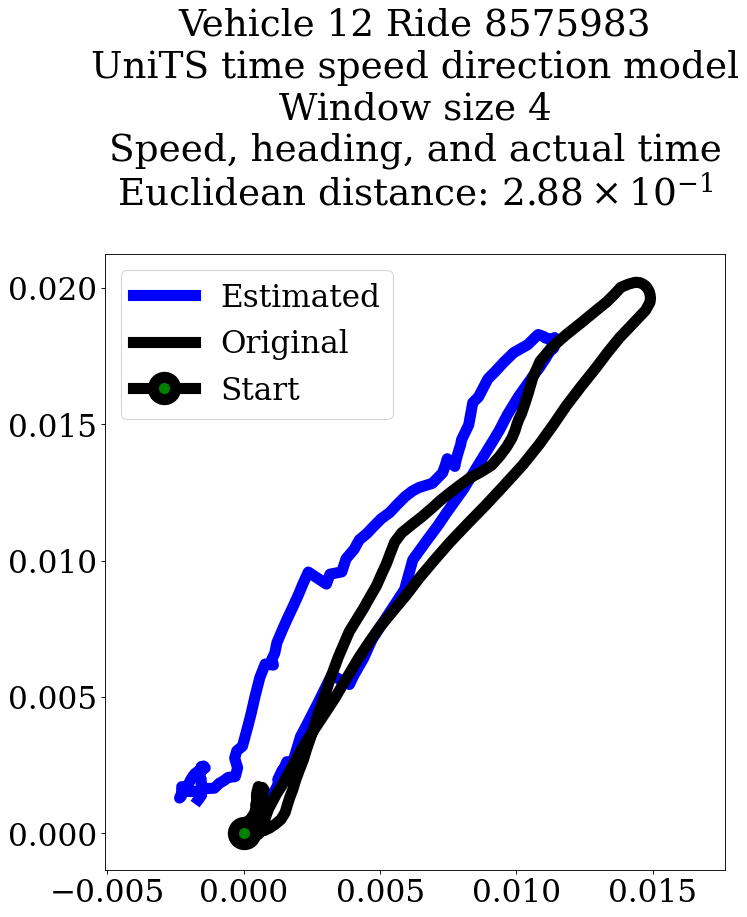 Vehicle 12 Ride 8575983
UniTS time speed direction model
Window size 4
Speed, heading, and actual time
Euclidean distance: 2.88 × 10⁻¹
Estimated
Original
Start
0.020
0.015
0.010
0.005
0.000
−0.005 0.000 0.005 0.010 0.015